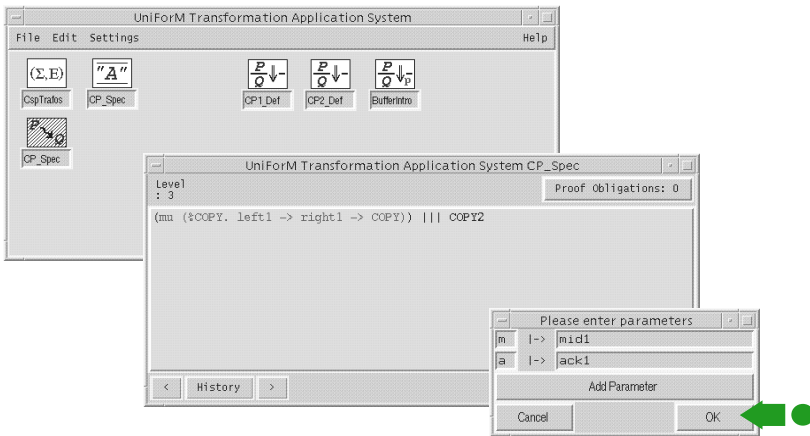 UniForM Transformation Application System
File Edit Settings Help
(Σ,E) "A" P Q ↓- P Q ↓- P Q ↓p
CspTrafos CP_Spec CP1_Def CP2_Def BufferIntro
P Q
CP_Spec
UniForM Transformation Application System CP_Spec
Level
: 3
Proof Obligations: 0
(mu (%COPY. left1 -> right1 -> COPY)) ||| COPY2
< History >
Please enter parameters
m |-> mid1
a |-> ack1
Add Parameter
Cancel OK